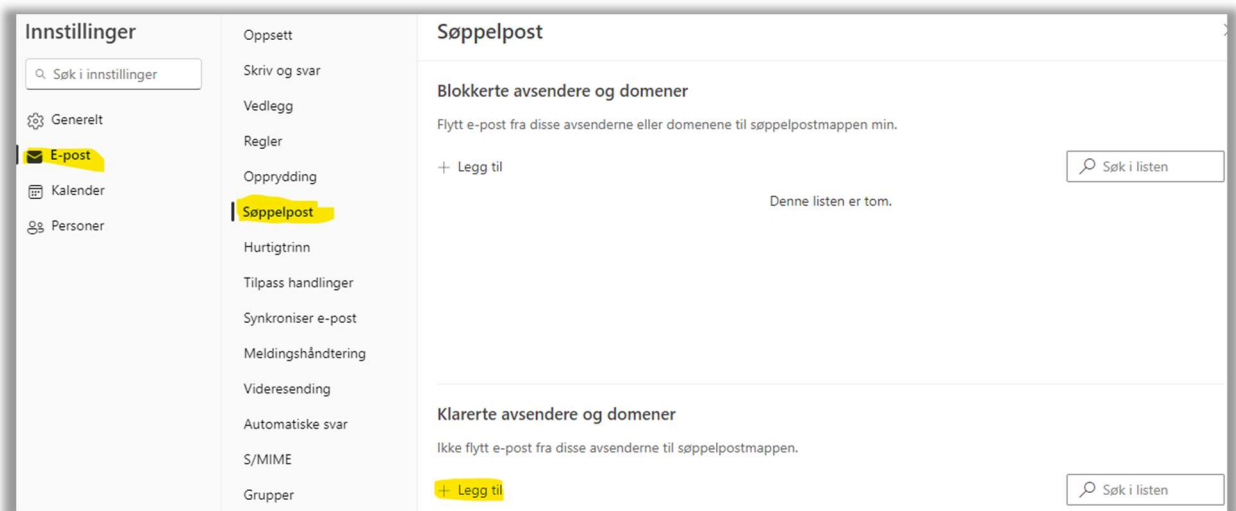 Innstillinger
Søk i innstillinger
Generelt
E-post
Kalender
Personer
Oppsett
Skriv og svar
Vedlegg
Regler
Opprydding
Søppelpost
Hurtigtrinn
Tilpass handlinger
Synkroniser e-post
Meldingshåndtering
Videresending
Automatiske svar
S/MIME
Grupper
Søppelpost
Blokkerte avsendere og domener
Flytt e-post fra disse avsenderne eller domenene til søppelpostmappen min.
+ Legg til
Søk i listen
Denne listen er tom.
Klarerte avsendere og domener
Ikke flytt e-post fra disse avsenderne til søppelpostmappen.
+ Legg til
Søk i listen